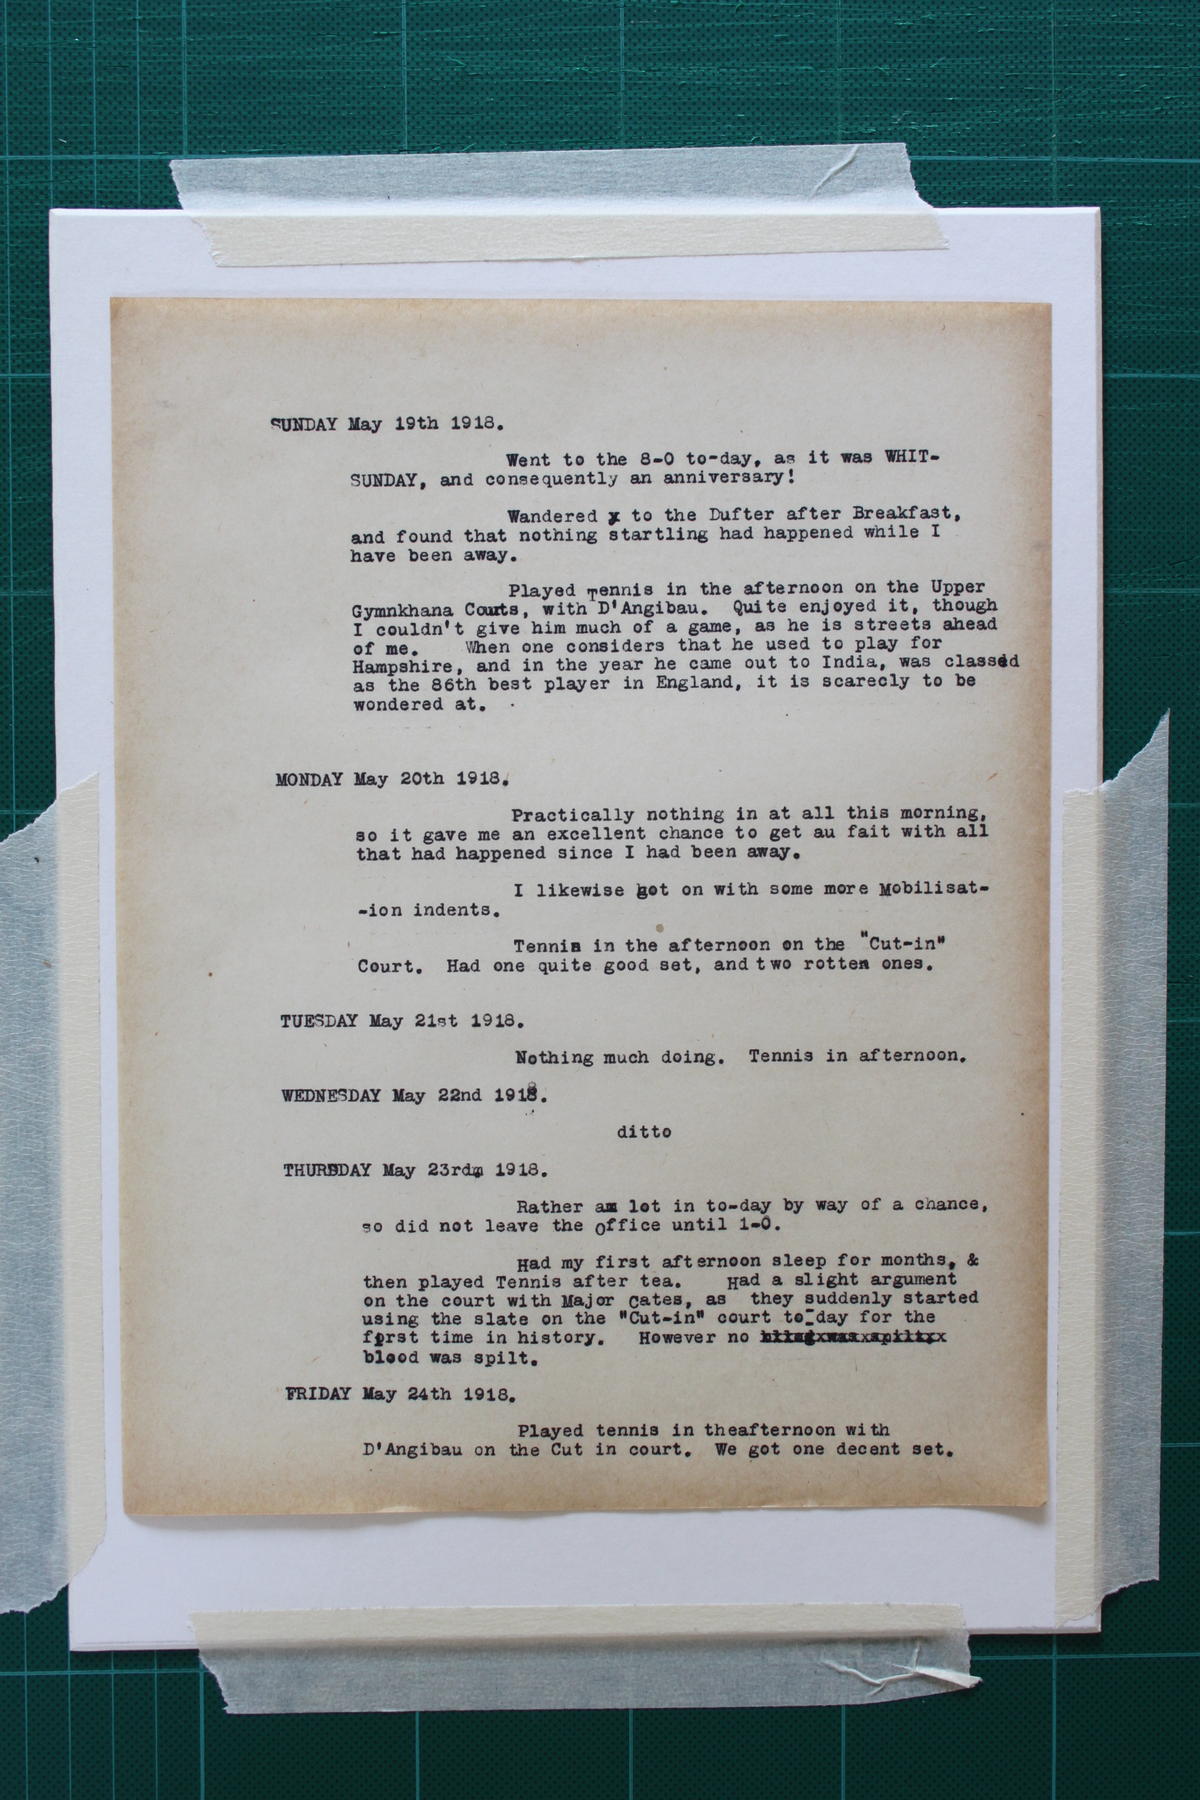 SUNDAY May 19th 1918.
Went to the 8-0 to-day, as it was WHIT-
SUNDAY, and consequently an anniversary!
Wandered x to the Dufter after Breakfast,
and found that nothing startling had happened while I
have been away.
Played Tennis in the afternoon on the Upper
Gymnkhana Courts, with D'Angibau. Quite enjoyed it, though
I couldn't give him much of a game, as he is streets ahead
of me. When one considers that he used to play for
Hampshire, and in the year he came out to India, was classed
as the 86th best player in England, it is scarecly to be
wondered at.
MONDAY May 20th 1918.
Practically nothing in at all this morning,
so it gave me an excellent chance to get au fait with all
that had happened since I had been away.
I likewise got on with some more Mobilisat-
-ion indents.
Tennis in the afternoon on the "Cut-in"
Court. Had one quite good set, and two rotten ones.
TUESDAY May 21st 1918.
Nothing much doing. Tennis in afternoon.
WEDNESDAY May 22nd 1918.
ditto
THURSDAY May 23rd, 1918.
Rather a lot in to-day by way of a chance,
so did not leave the Office until 1-0.
Had my first afternoon sleep for months, &
then played Tennis after tea. Had a slight argument
on the court with Major Cates, as they suddenly started
using the slate on the "Cut-in" court to-day for the
first time in history. However no
blood was spilt.
FRIDAY May 24th 1918.
Played tennis in theafternoon with
D'Angibau on the Cut in court. We got one decent set.